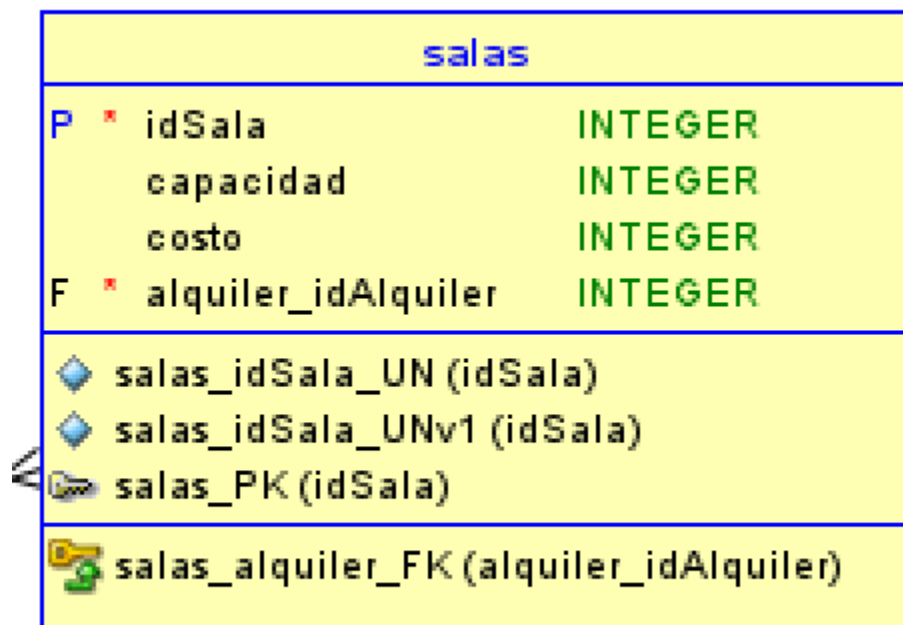 salas
P * idSala INTEGER
capacidad INTEGER
costo INTEGER
F * alquiler_idAlquiler INTEGER
salas_idSala_UN (idSala)
salas_idSala_UNv1 (idSala)
salas_PK (idSala)
salas_alquiler_FK (alquiler_idAlquiler)